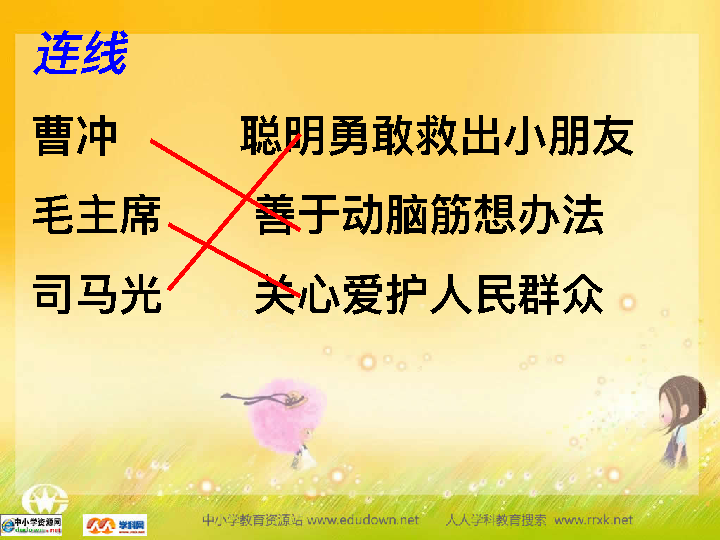 连线
曹冲 聪明勇敢救出小朋友
毛主席 善于动脑筋想办法
司马光 关心爱护人民群众
中小学资源网 学科网 中小学教育资源站 www.edudown.net 人人学科教育搜索 www.rrxk.net